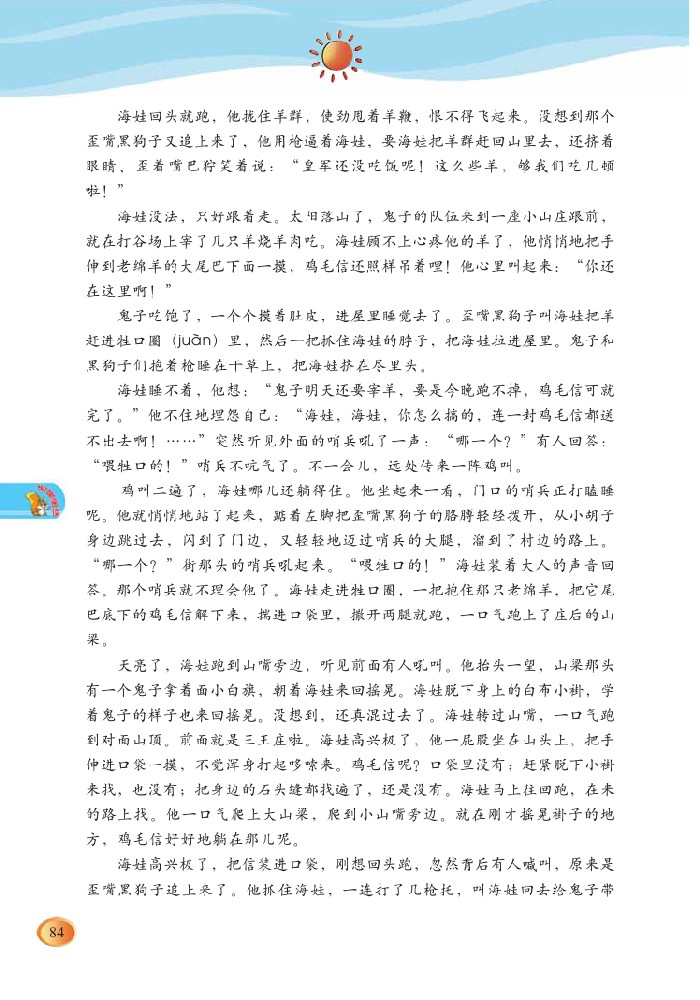 海娃回头就跑，他拢住羊群，使劲甩着羊鞭，恨不得飞起来。没想到那个
歪嘴黑狗子又追上来了，他用枪逼着海娃，要海娃把羊群赶回山里去，还挤着
眼睛、歪着嘴巴狞笑着说：“皇军还没吃饭呢！这么些羊，够我们吃几顿
啦！”
海娃没法，只好跟着走。太阳落山了，鬼子的队伍来到一座小山庄跟前，
就在打谷场上宰了几只羊烧羊肉吃。海娃顾不上心疼他的羊了，他悄悄地把手
伸到老绵羊的大尾巴下面一摸，鸡毛信还照样吊着哩！他心里叫起来：“你还
在这里啊！”
鬼子吃饱了，一个个摸着肚皮，进屋里睡觉去了。歪嘴黑狗子叫海娃把羊
赶进牲口圈（juàn）里，然后一把抓住海娃的脖子，把海娃拉进屋里。鬼子和
黑狗子们抱着枪睡在干草上，把海娃挤在尽里头。
海娃睡不着，他想：“鬼子明天还要宰羊，要是今晚跑不掉，鸡毛信可就
完了。”他不住地埋怨自己：“海娃，海娃，你怎么搞的，连一封鸡毛信都送
不出去啊！……”突然听见外面的哨兵吼了一声：“哪一个？”有人回答：
“喂牲口的！”哨兵不吭气了。不一会儿，远处传来一阵鸡叫。
鸡叫二遍了，海娃哪儿还躺得住。他坐起来一看，门口的哨兵正打瞌睡
呢。他就悄悄地站了起来，踮着左脚把歪嘴黑狗子的胳膊轻轻拨开，从小胡子
身边跳过去，闪到了门边，又轻轻地迈过哨兵的大腿，溜到了村边的路上。
“哪一个？”街那头的哨兵吼起来。“喂牲口的！”海娃装着大人的声音回
答。那个哨兵就不理会他了。海娃走进牲口圈，一把抱住那只老绵羊，把它尾
巴底下的鸡毛信解下来，揣进口袋里，撒开两腿就跑，一口气跑上了庄后的山
梁。
天亮了，海娃跑到山嘴旁边，听见前面有人吼叫。他抬头一望，山梁那头
有一个鬼子拿着面小白旗，朝着海娃来回摇晃。海娃脱下身上的白布小褂，学
着鬼子的样子也来回摇晃。没想到，还真混过去了。海娃转过山嘴，一口气跑
到对面山顶。前面就是三王庄啦。海娃高兴极了，他一屁股坐在山头上，把手
伸进口袋一摸，不觉浑身打起哆嗦来。鸡毛信呢？口袋里没有；赶紧脱下小褂
来找，也没有；把身边的石头缝都找遍了，还是没有。海娃马上往回跑，在来
的路上找。他一口气爬上大山梁，爬到小山嘴旁边。就在刚才摇晃褂子的地
方，鸡毛信好好地躺在那儿呢。
海娃高兴极了，把信装进口袋，刚想回头跑，忽然背后有人喊叫，原来是
歪嘴黑狗子追上来了。他抓住海娃，一连打了几枪托，叫海娃回去给鬼子带
84